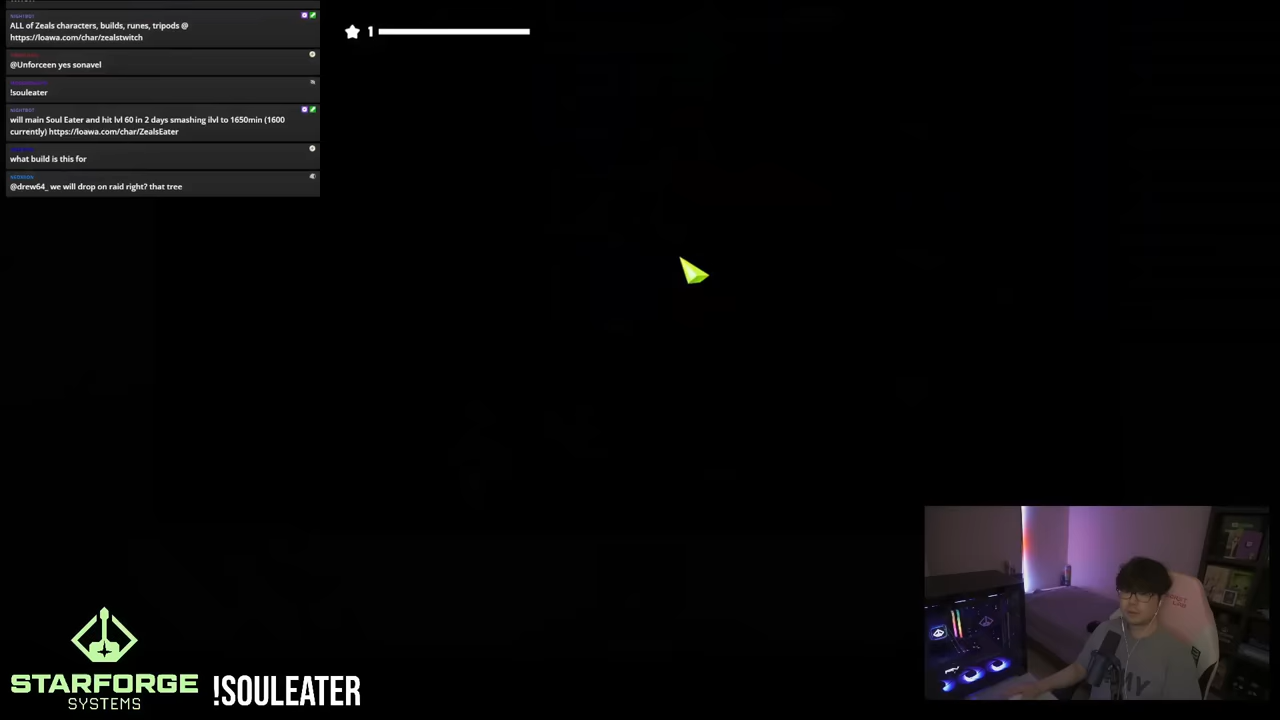 NIGHTBOT
ALL of Zeals characters, builds, runes, tripods @
https://loawa.com/char/zealstwitch
@Unforceen yes sonavel
!souleater
NIGHTBOT
will main Soul Eater and hit lvl 60 in 2 days smashing ilvl to 1650min (1600
currently) https://loawa.com/char/ZealsEater
what build is this for
@drew64_ we will drop on raid right? that tree
1
STARFORGE
SYSTEMS
!SOULEATER